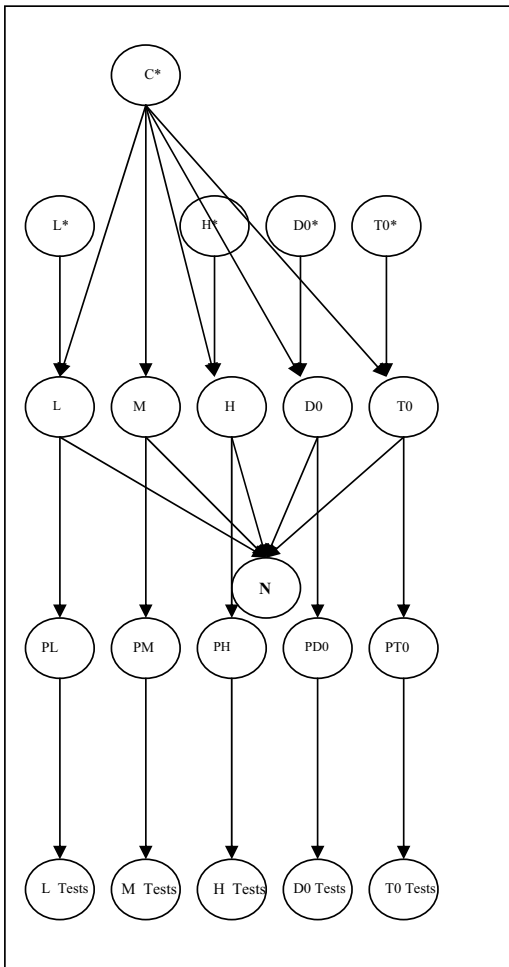 C*
L* H* D0* T0*
L M H D0 T0
N
PL PM PH PD0 PT0
L Tests M Tests H Tests D0 Tests T0 Tests